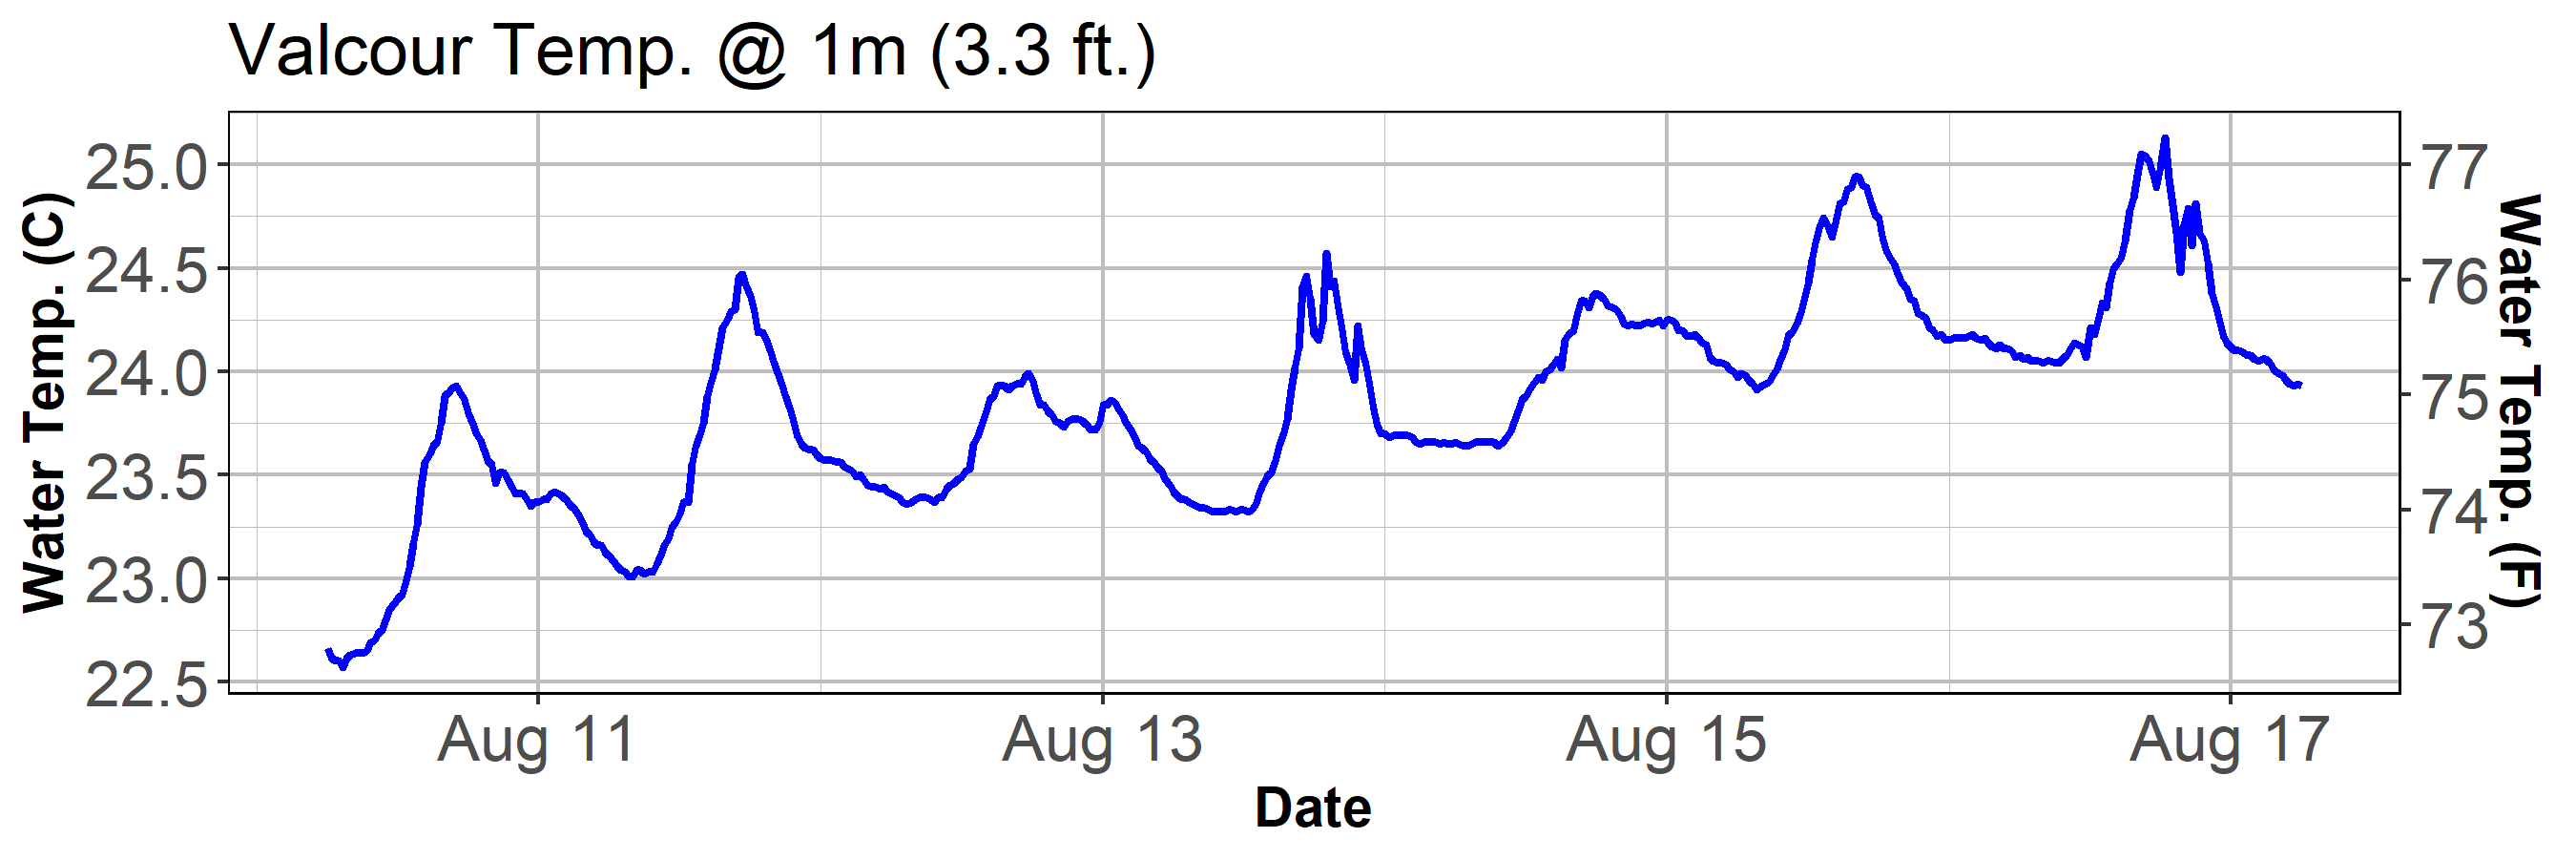 Valcour Temp. @ 1m (3.3 ft.)
Water Temp. (C)
25.0
24.5
24.0
23.5
23.0
22.5
77
76
75
74
73
Water Temp. (F)
Aug 11 Aug 13 Aug 15 Aug 17
Date